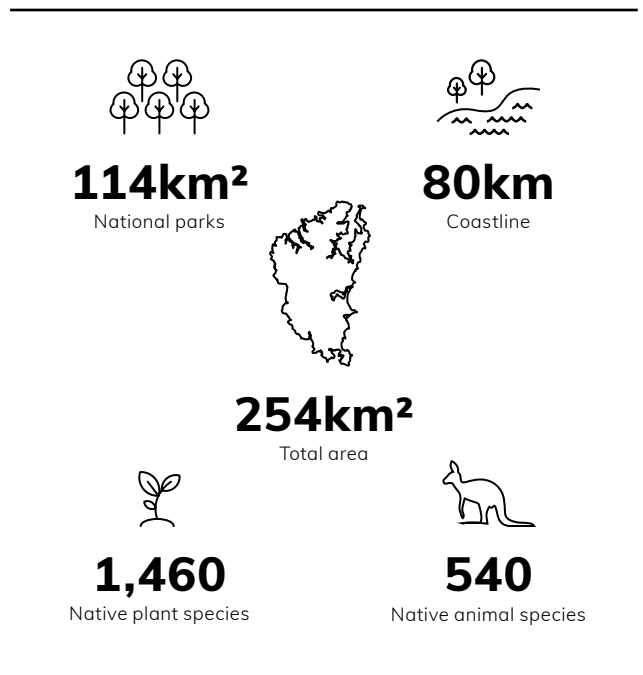 114km²
National parks
80km
Coastline
254km²
Total area
1,460
Native plant species
540
Native animal species